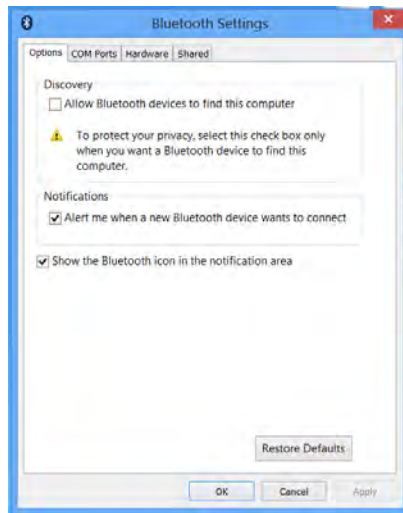 Bluetooth Settings
Options COM Ports Hardware Shared
Discovery
Allow Bluetooth devices to find this computer
To protect your privacy, select this check box only
when you want a Bluetooth device to find this
computer.
Notifications
Alert me when a new Bluetooth device wants to connect
Show the Bluetooth icon in the notification area
Restore Defaults
OK Cancel Apply